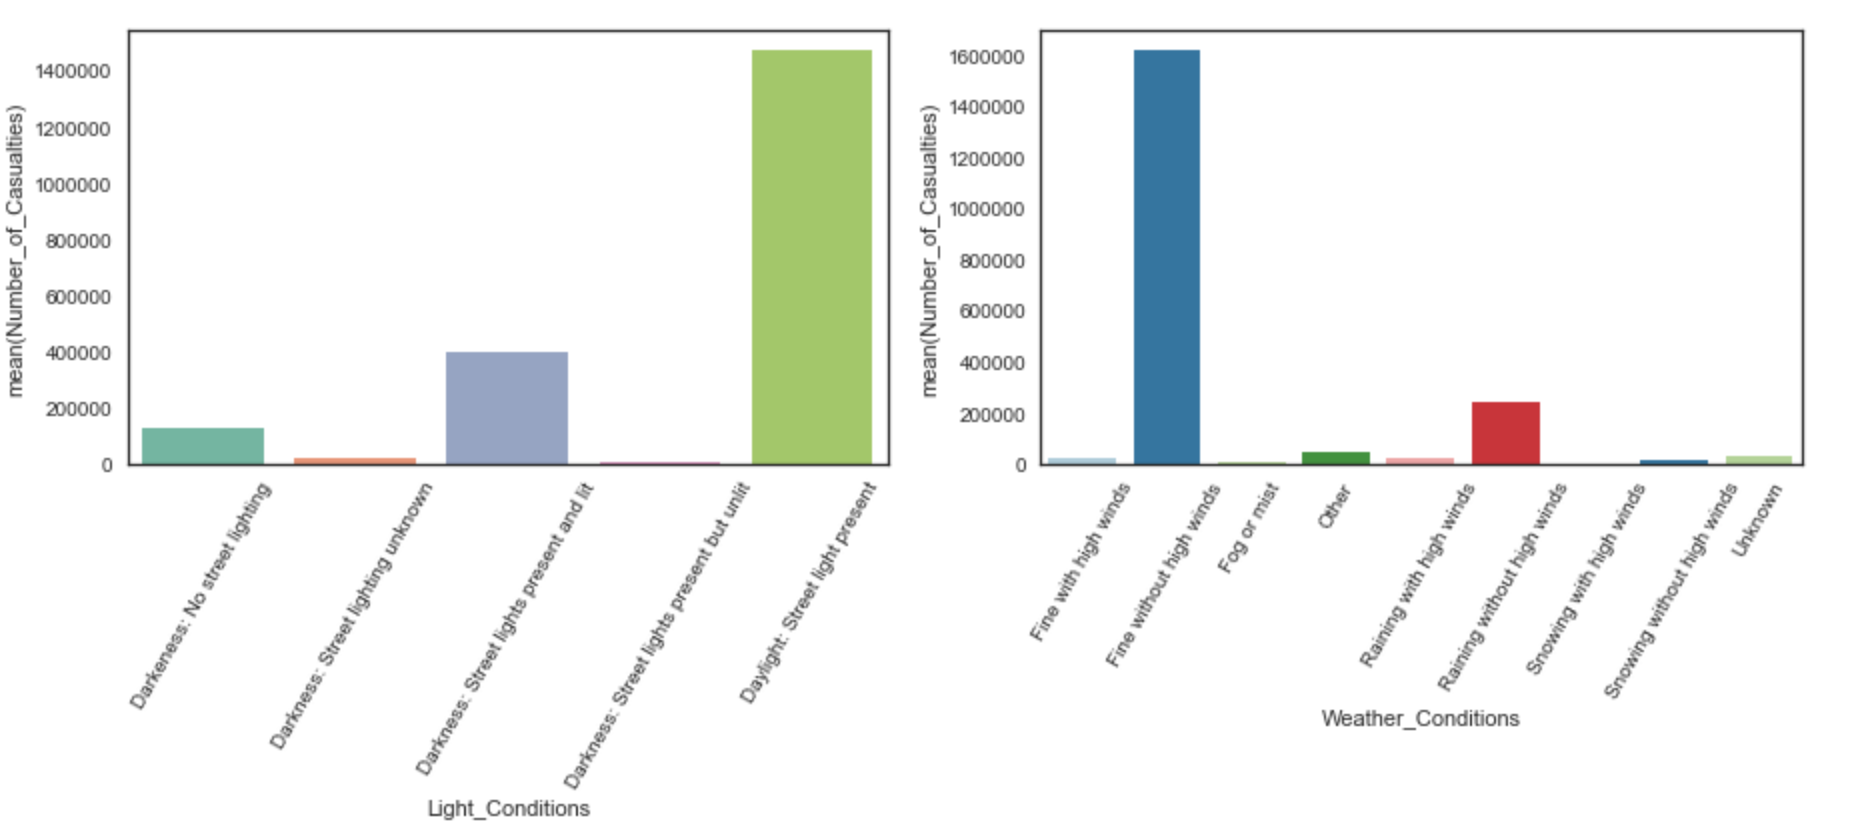 mean(Number_of_Casualties)
1400000
1200000
1000000
800000
600000
400000
200000
0
Darkeness: No street lighting
Darkness: Street lighting unknown
Darkness: Street lights present and lit
Darkness: Street lights present but unlit
Daylight: Street light present
Light_Conditions
mean(Number_of_Casualties)
1600000
1400000
1200000
1000000
800000
600000
400000
200000
0
Fine with high winds
Fine without high winds
Fog or mist
Other
Raining with high winds
Raining without high winds
Snowing with high winds
Snowing without high winds
Unknown
Weather_Conditions